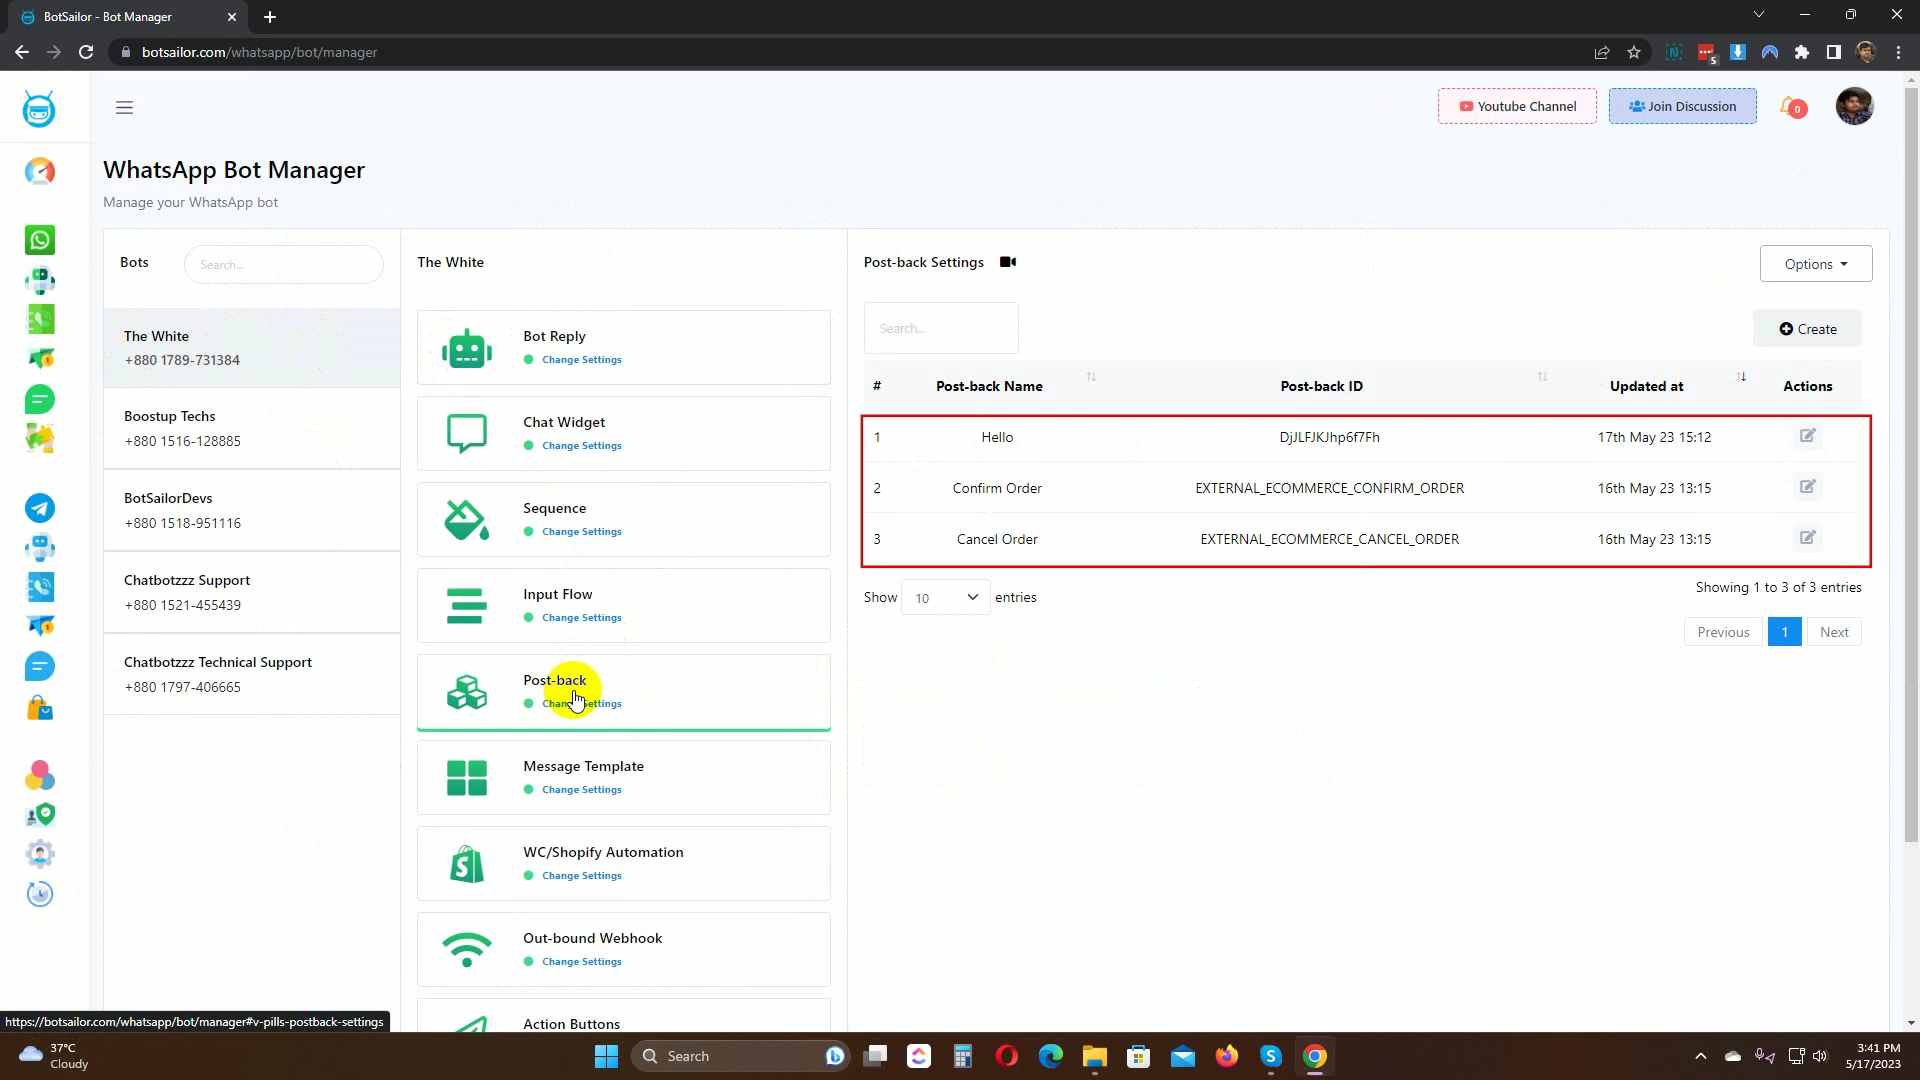 BotSailor - Bot Manager
botsailor.com/whatsapp/bot/manager
5
Youtube Channel
Join Discussion
0
WhatsApp Bot Manager
Manage your WhatsApp bot
Bots
Search...
The White
+880 1789-731384
Boostup Techs
+880 1516-128885
BotSailorDevs
+880 1518-951116
Chatbotzzz Support
+880 1521-455439
Chatbotzzz Technical Support
+880 1797-406665
The White
Bot Reply
Change Settings
Chat Widget
Change Settings
Sequence
Change Settings
Input Flow
Change Settings
Post-back
Change Settings
Message Template
Change Settings
WC/Shopify Automation
Change Settings
Out-bound Webhook
Change Settings
Action Buttons
Post-back Settings
Options
Search...
Create
# Post-back Name Post-back ID Updated at Actions
1 Hello DjJLFJKJhp6f7Fh 17th May 23 15:12
2 Confirm Order EXTERNAL_ECOMMERCE_CONFIRM_ORDER 16th May 23 13:15
3 Cancel Order EXTERNAL_ECOMMERCE_CANCEL_ORDER 16th May 23 13:15
Show 10 entries
Showing 1 to 3 of 3 entries
Previous 1 Next
https://botsailor.com/whatsapp/bot/manager#v-pills-postback-settings
37°C
Cloudy
Search
3:41 PM
5/17/2023